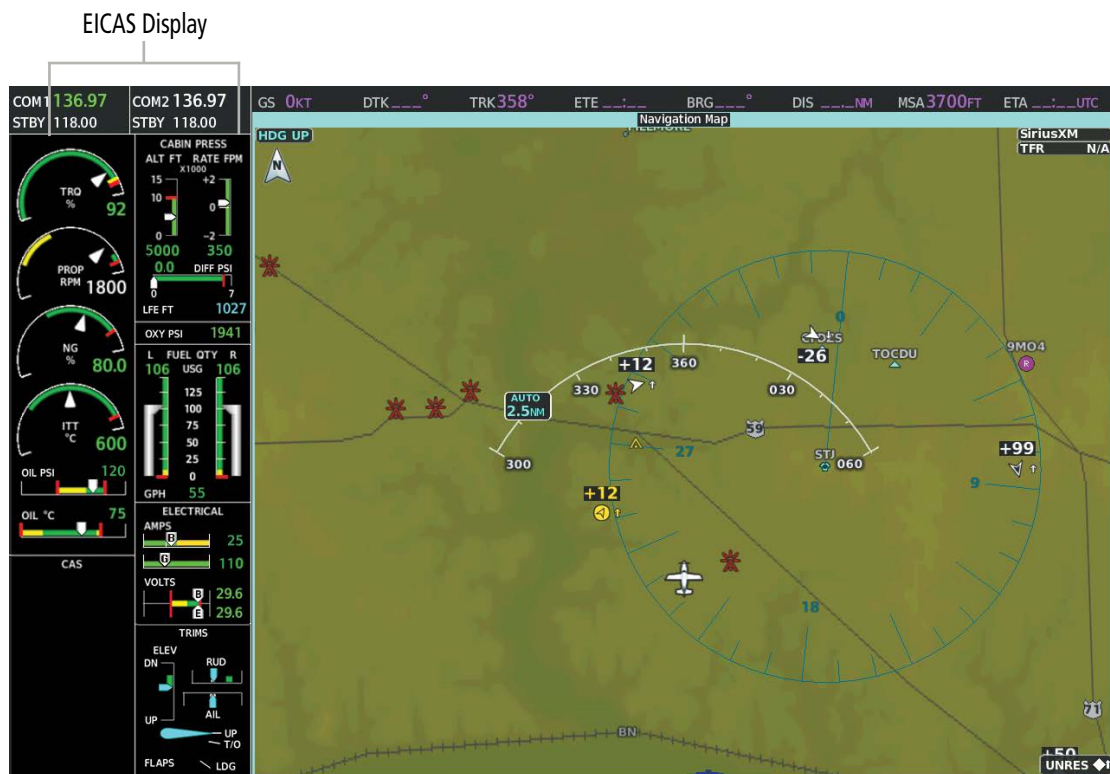 EICAS Display
COM1 136.97 COM2 136.97
STBY 118.00 STBY 118.00
GS 0KT DTK ___° TRK 358° ETE __:__ BRG ___° DIS __._NM MSA 3700FT ETA __:__UTC
Navigation Map
HDG UP
N
SiriusXM
TFR N/A
TRQ
%
92
PROP
RPM 1800
NG
%
80.0
ITT
°C
600
OIL PSI 120
OIL °C 75
CAS
CABIN PRESS
ALT FT RATE FPM
X1000
15 +2
10 0
0 -2
5000 350
0.0 DIFF PSI
0 7
LFE FT 1027
OXY PSI 1941
L FUEL QTY R
106 USG 106
125
100
75
50
25
0
GPH 55
ELECTRICAL
AMPS
B 25
G 110
VOLTS
B 29.6
E 29.6
TRIMS
ELEV
DN RUD
AIL
UP
UP
T/O
FLAPS LDG
0
-26
TOCDU
9MO4
R
+12
360
330
030
AUTO
2.5NM
59
300
27
STJ
060
+99
9
+12
18
71
BN
UNRES